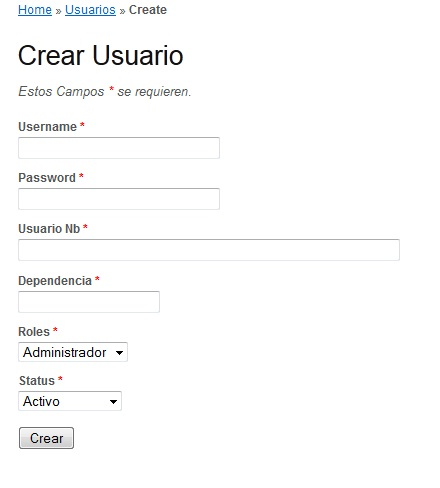 Home » Usuarios » Create
Crear Usuario
Estos Campos * se requieren.
Username *
Password *
Usuario Nb *
Dependencia *
Roles *
Administrador
Status *
Activo
Crear